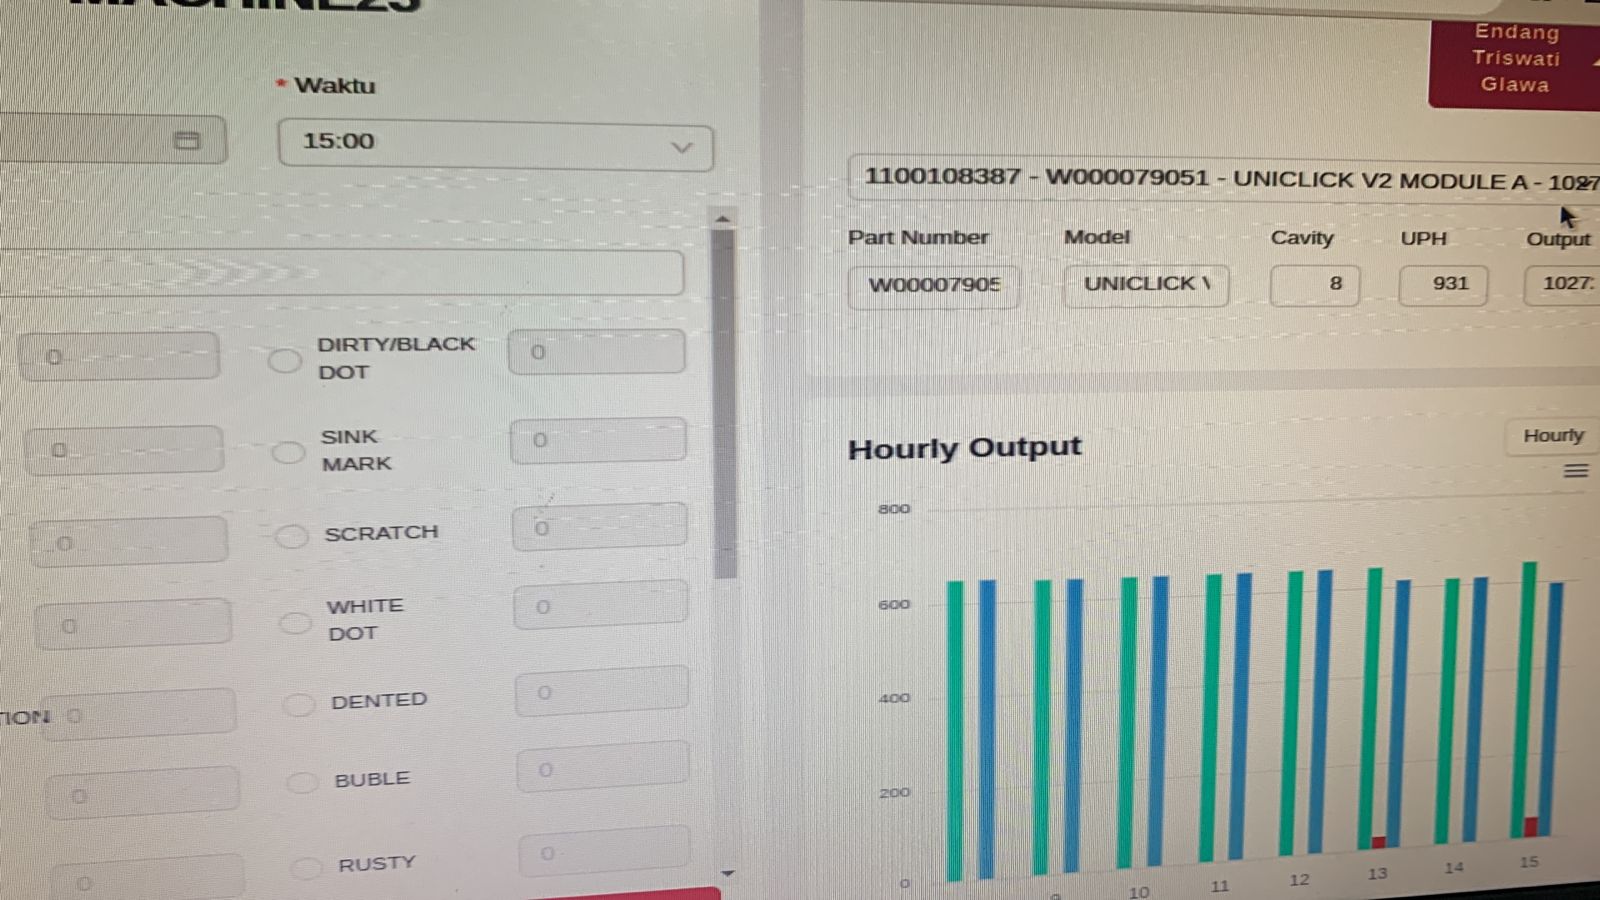 MACHINE25
Endang
Triswati
Glawa
* Waktu
15:00
1100108387 - W000079051 - UNICLICK V2 MODULE A - 1027
Part Number
Model
Cavity
UPH
Output
W00007905
UNICLICK
8
931
1027
0
DIRTY/BLACK
DOT
0
0
SINK
MARK
0
0
SCRATCH
0
0
WHITE
DOT
0
TION
0
DENTED
0
0
BUBLE
0
0
RUSTY
0
Hourly Output
Hourly
800
600
400
200
0
10
11
12
13
14
15